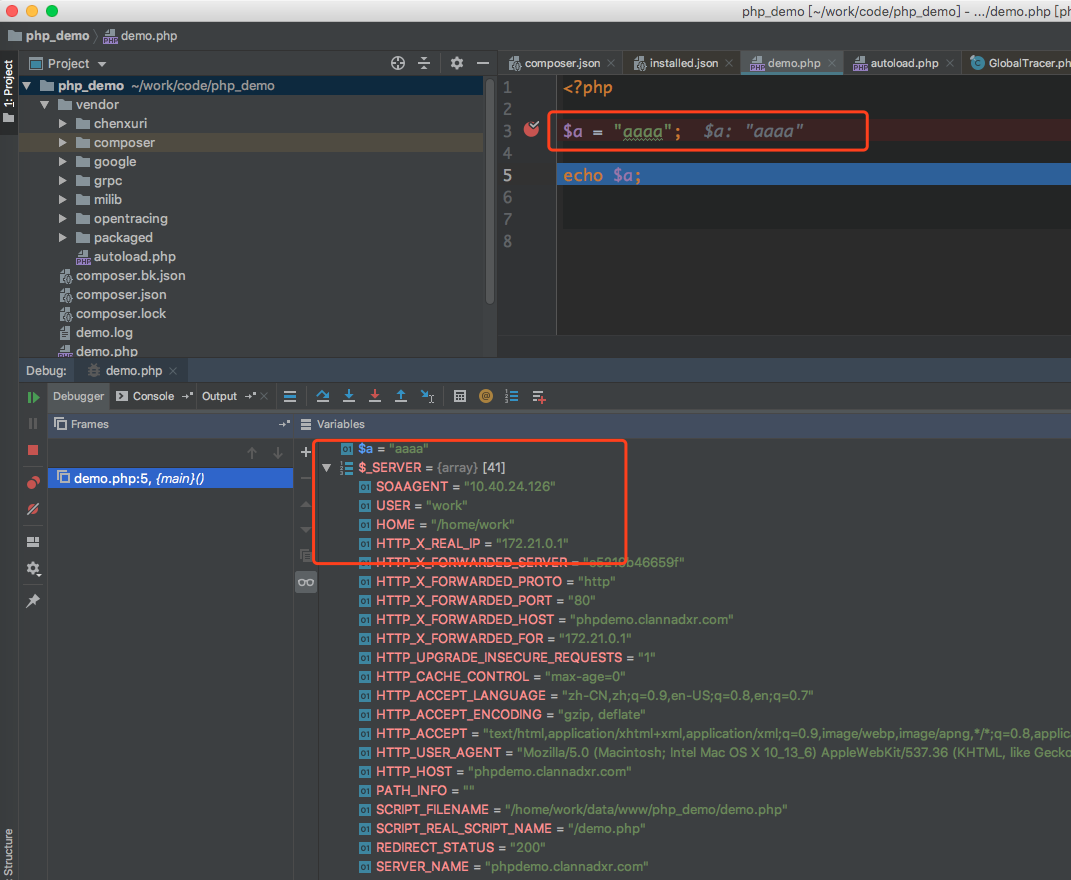 php_demo [~/work/code/php_demo] - .../demo.php [ph
php_demo demo.php
Project
composer.json installed.json demo.php autoload.php GlobalTracer.ph
1: Project
php_demo ~/work/code/php_demo
vendor
chenxuri
composer
google
grpc
milib
opentracing
packaged
autoload.php
composer.bk.json
composer.json
composer.lock
demo.log
demo.php
1 <?php
2
3 $a = "aaaa"; $a: "aaaa"
4
5 echo $a;
6
7
8
Debug: demo.php
Debugger Console Output
Frames
Variables
demo.php:5, {main}()
$a = "aaaa"
$_SERVER = {array} [41]
SOAAGENT = "10.40.24.126"
USER = "work"
HOME = "/home/work"
HTTP_X_REAL_IP = "172.21.0.1"
HTTP_X_FORWARDED_SERVER = "e5219b46659f"
HTTP_X_FORWARDED_PROTO = "http"
HTTP_X_FORWARDED_PORT = "80"
HTTP_X_FORWARDED_HOST = "phpdemo.clannadxr.com"
HTTP_X_FORWARDED_FOR = "172.21.0.1"
HTTP_UPGRADE_INSECURE_REQUESTS = "1"
HTTP_CACHE_CONTROL = "max-age=0"
HTTP_ACCEPT_LANGUAGE = "zh-CN,zh;q=0.9,en-US;q=0.8,en;q=0.7"
HTTP_ACCEPT_ENCODING = "gzip, deflate"
HTTP_ACCEPT = "text/html,application/xhtml+xml,application/xml;q=0.9,image/webp,image/apng,*/*;q=0.8,applic
HTTP_USER_AGENT = "Mozilla/5.0 (Macintosh; Intel Mac OS X 10_13_6) AppleWebKit/537.36 (KHTML, like Gecko
HTTP_HOST = "phpdemo.clannadxr.com"
PATH_INFO = ""
SCRIPT_FILENAME = "/home/work/data/www/php_demo/demo.php"
SCRIPT_REAL_SCRIPT_NAME = "/demo.php"
REDIRECT_STATUS = "200"
SERVER_NAME = "phpdemo.clannadxr.com"
: Structure